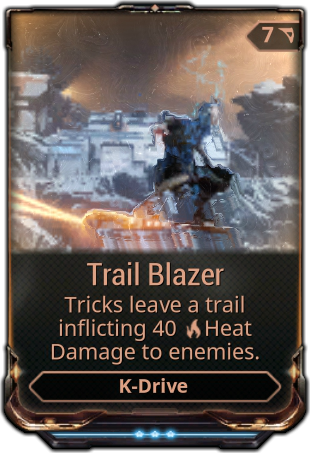 7
Trail Blazer
Tricks leave a trail
inflicting 40 Heat
Damage to enemies.
K-Drive